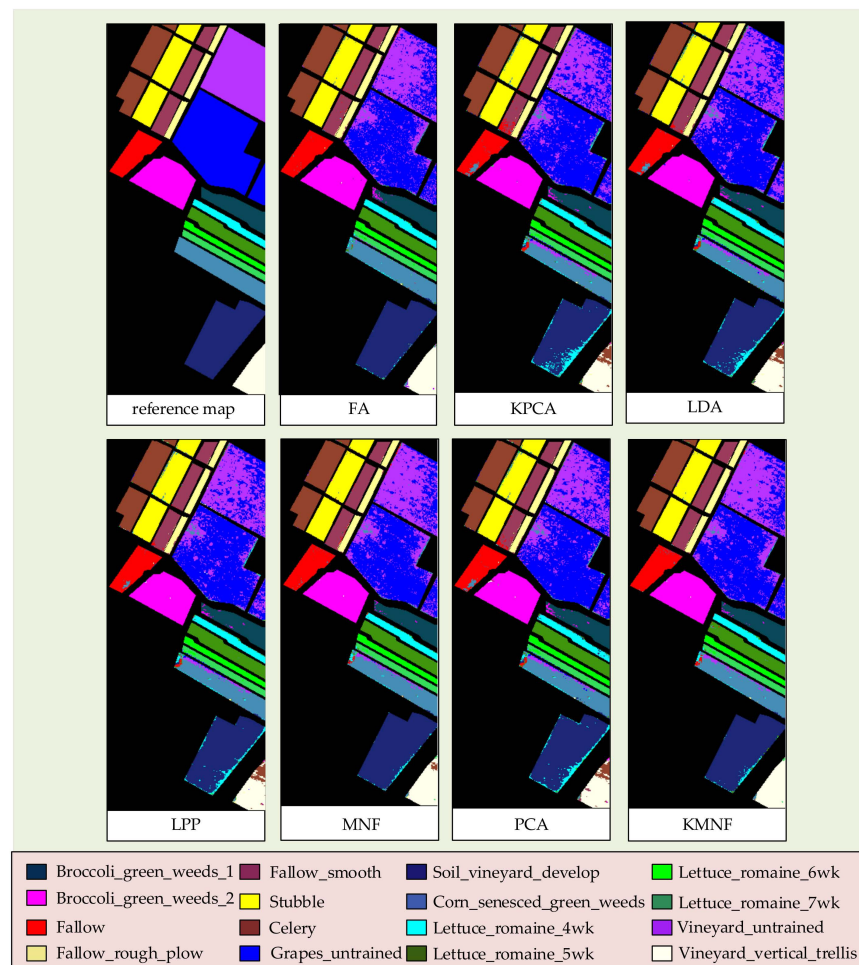 reference map
FA
KPCA
LDA
LPP
MNF
PCA
KMNF
Broccoli_green_weeds_1
Fallow_smooth
Soil_vineyard_develop
Lettuce_romaine_6wk
Broccoli_green_weeds_2
Stubble
Corn_senesced_green_weeds
Lettuce_romaine_7wk
Fallow
Celery
Lettuce_romaine_4wk
Vineyard_untrained
Fallow_rough_plow
Grapes_untrained
Lettuce_romaine_5wk
Vineyard_vertical_trellis